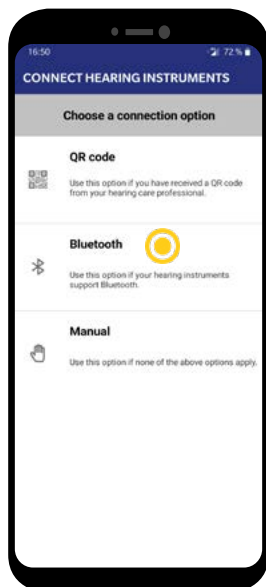 16:50 72 %
CONNECT HEARING INSTRUMENTS
Choose a connection option
QR code
Use this option if you have received a QR code
from your hearing care professional.
Bluetooth
Use this option if your hearing instruments
support Bluetooth.
Manual
Use this option if none of the above options apply.